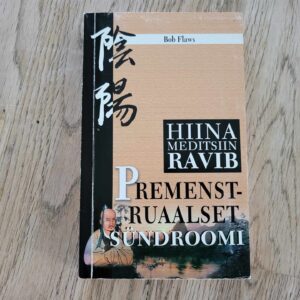 陰
陽
Bob Flaws
HIINA
MEDITSIIN
RAVIB
PREMENST-
RUAALSET
SÜNDROOMI